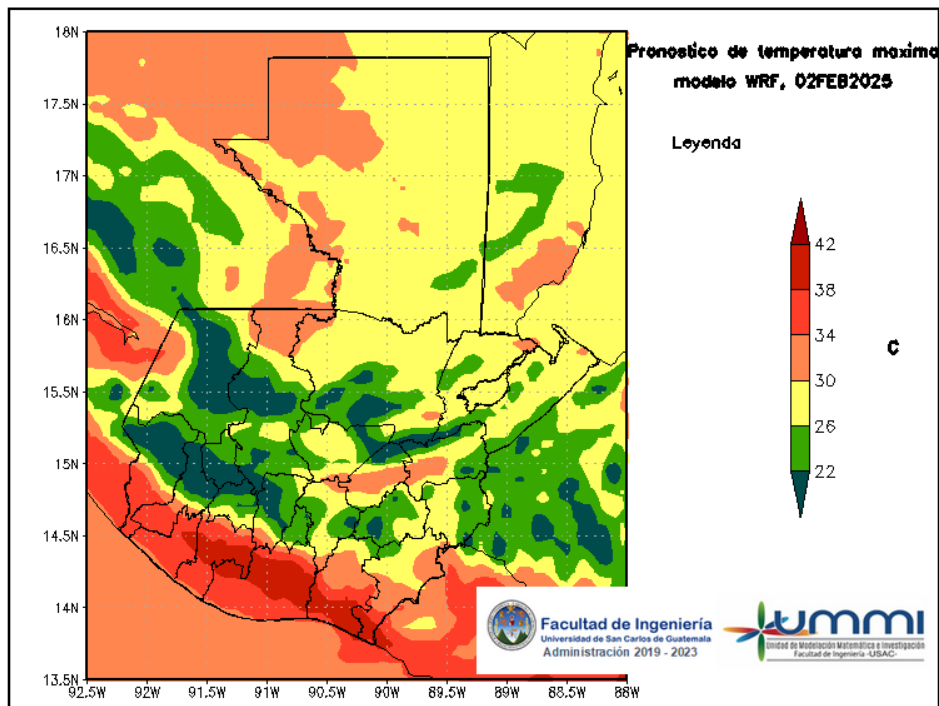 Pronostico de temperatura maxima
modelo WRF, 02FEB2025
Leyenda
42
38
34
30
26
22
C
18N
17.5N
17N
16.5N
16N
15.5N
15N
14.5N
14N
13.5N
92.5W
92W
91.5W
91W
90.5W
90W
89.5W
89W
88.5W
88W
Facultad de Ingeniería
Universidad de San Carlos de Guatemala
Administración 2019 - 2023
UMMI
Unidad de Modelación Matemática e Investigación
Facultad de Ingeniería -USAC-